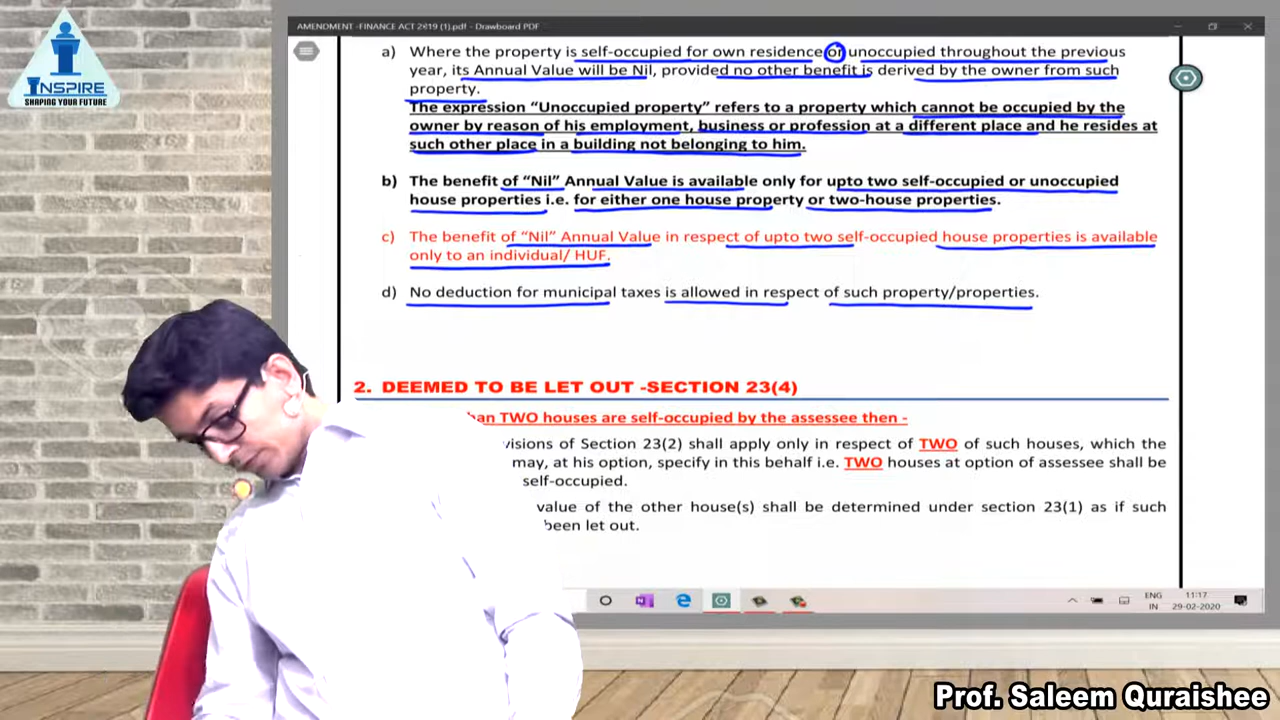 INSPIRE
SHAPING YOUR FUTURE
AMENDMENT -FINANCE ACT 2019 (1).pdf - Drawboard PDF
a) Where the property is self-occupied for own residence or unoccupied throughout the previous
year, its Annual Value will be Nil, provided no other benefit is derived by the owner from such
property.
The expression “Unoccupied property” refers to a property which cannot be occupied by the
owner by reason of his employment, business or profession at a different place and he resides at
such other place in a building not belonging to him.
b) The benefit of “Nil” Annual Value is available only for upto two self-occupied or unoccupied
house properties i.e. for either one house property or two-house properties.
c) The benefit of “Nil” Annual Value in respect of upto two self-occupied house properties is available
only to an individual/ HUF.
d) No deduction for municipal taxes is allowed in respect of such property/properties.
2. DEEMED TO BE LET OUT -SECTION 23(4)
TWO houses are self-occupied by the assessee then -
of Section 23(2) shall apply only in respect of TWO of such houses, which the
may, at his option, specify in this behalf i.e. TWO houses at option of assessee shall be
self-occupied.
value of the other house(s) shall be determined under section 23(1) as if such
been let out.
ENG
IN
11:17
29-02-2020
Prof. Saleem Quraishee